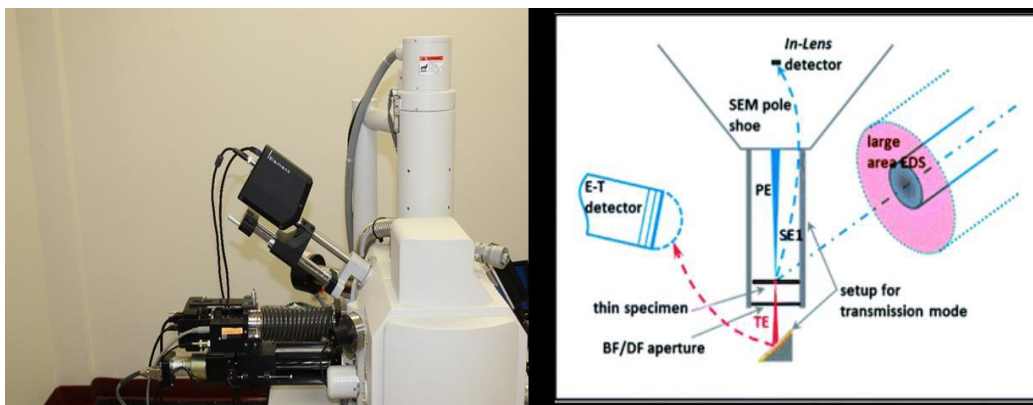 Element
In-Lens
detector
SEM pole
shoe
large
area EDS
E-T
detector
PE
SE1
thin specimen
TE
BF/DF aperture
setup for
transmission mode